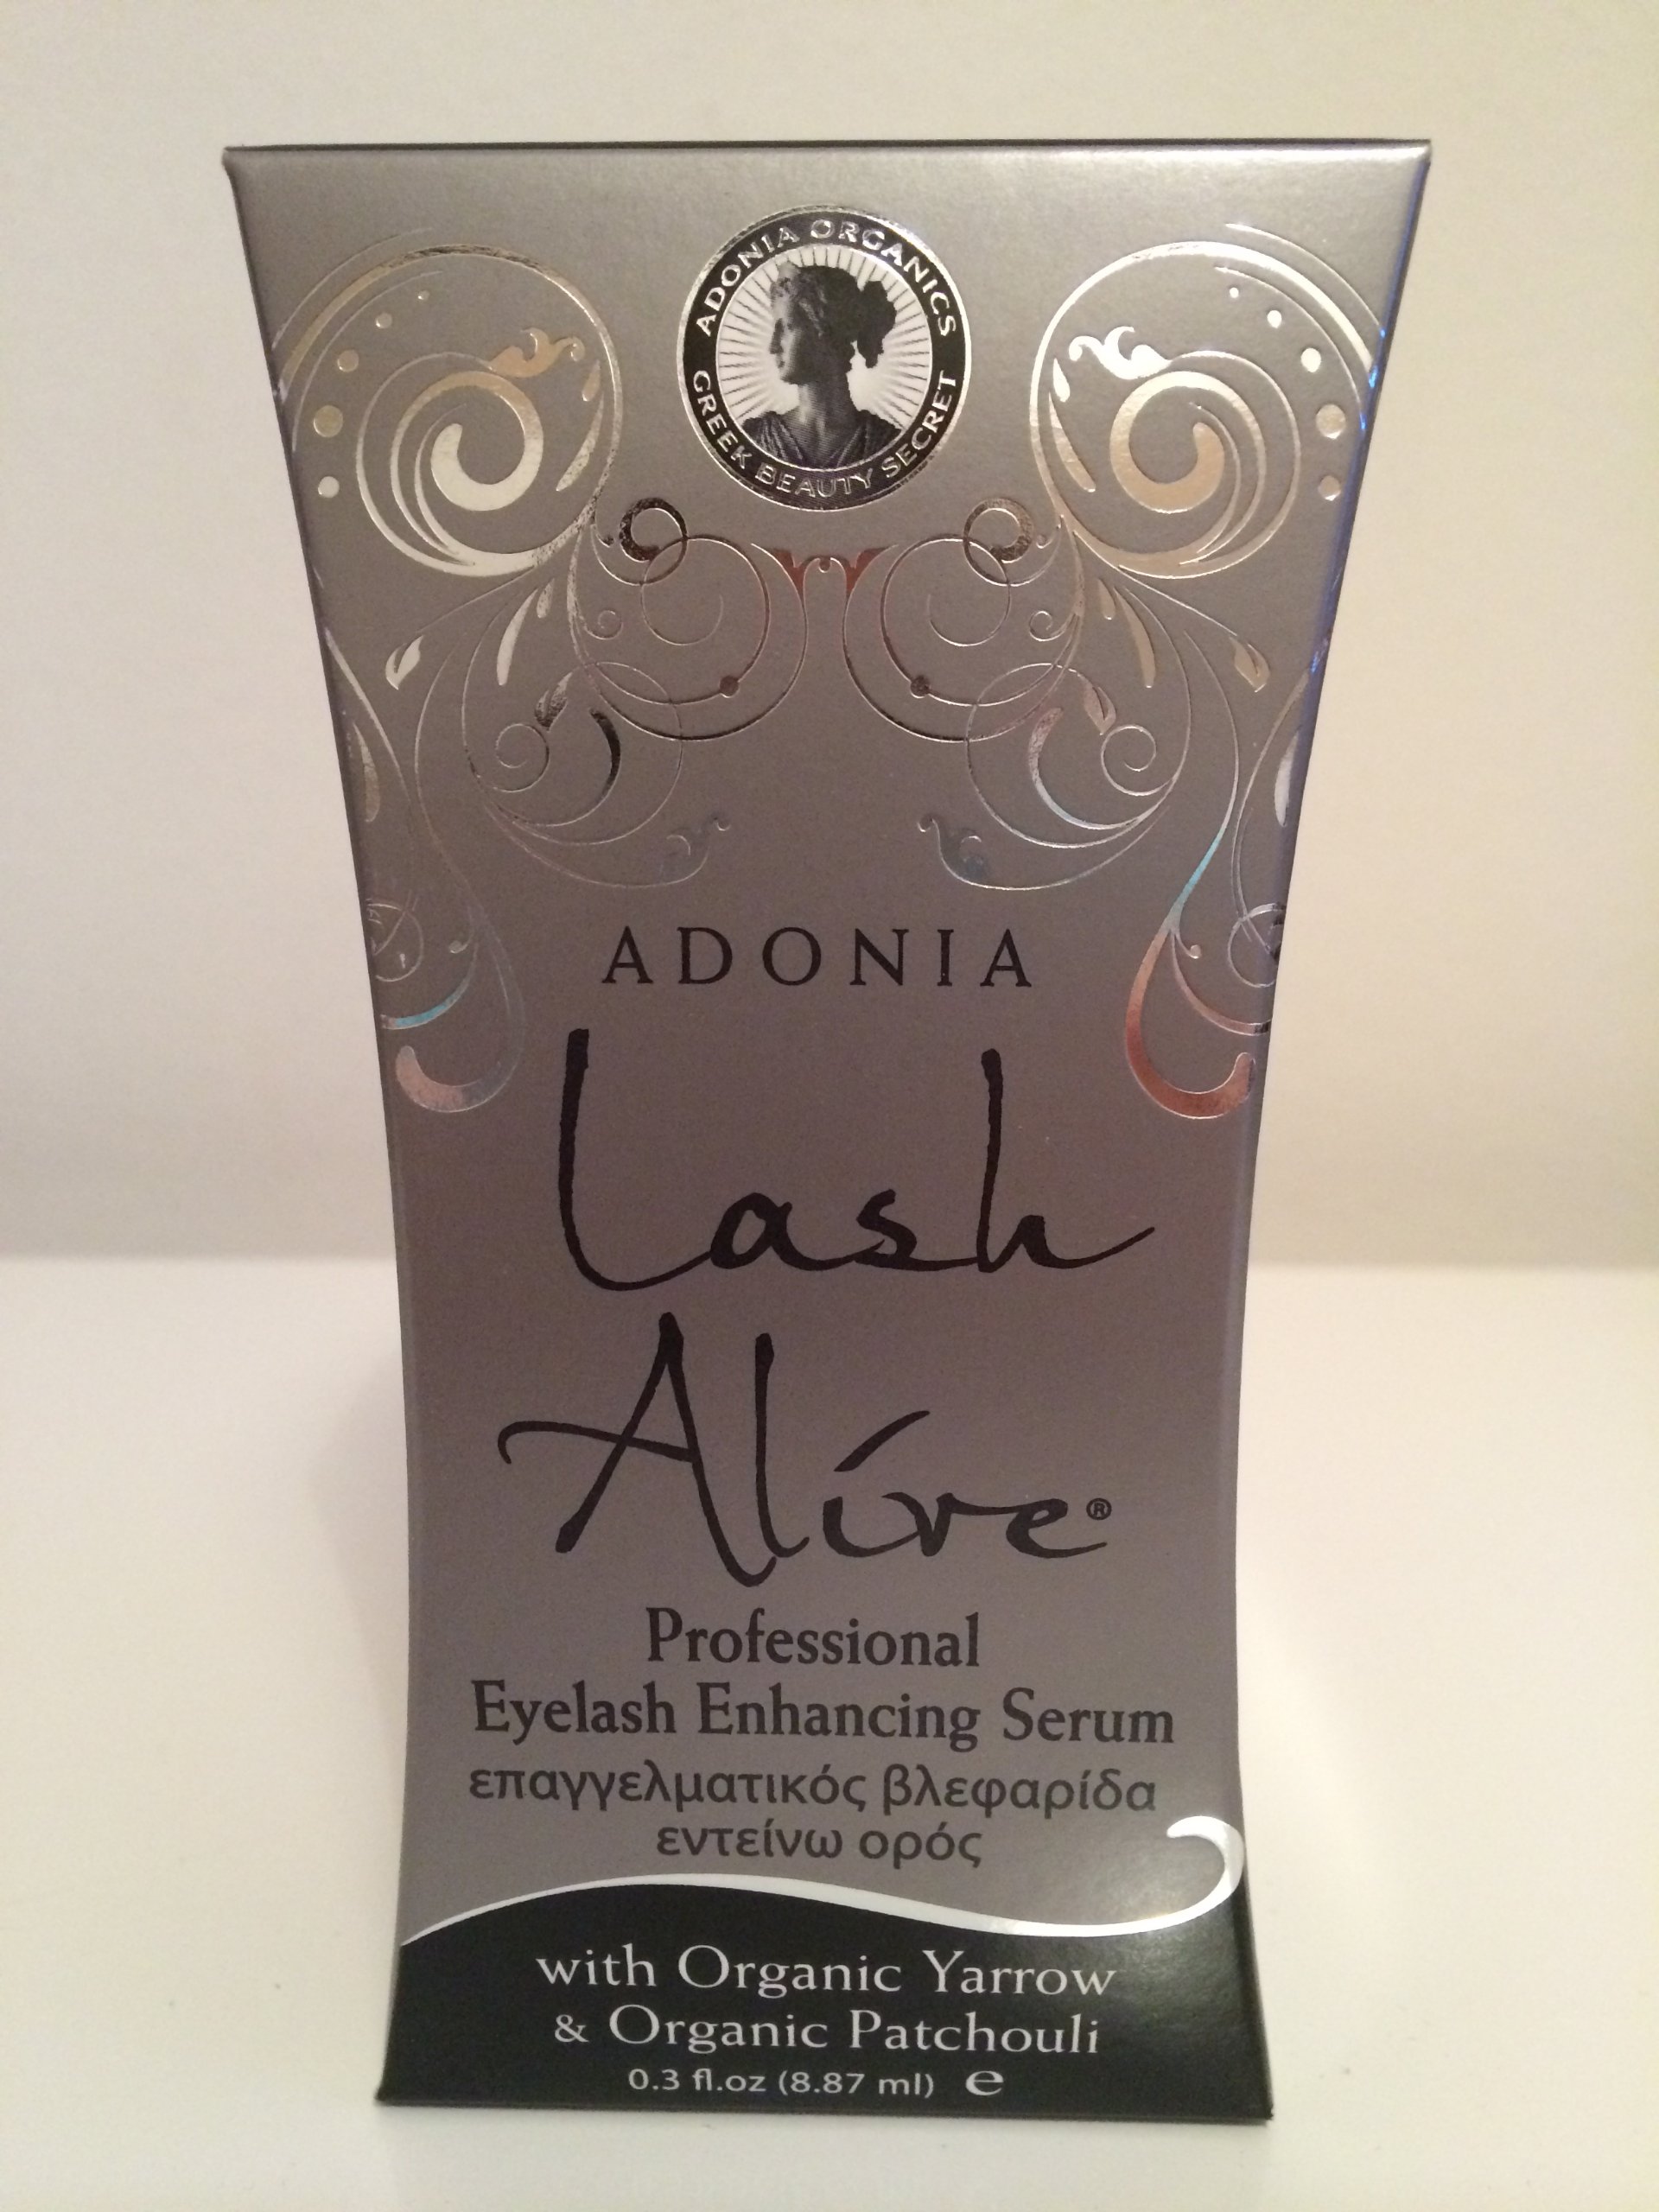 ADONIA ORGANICS
GREEK BEAUTY SECRET
ADONIA
Lash
Alive®
Professional
Eyelash Enhancing Serum
επαγγελματικός βλεφαρίδα
εντείνω ορός
with Organic Yarrow
& Organic Patchouli
0.3 fl.oz (8.87 ml) ℮